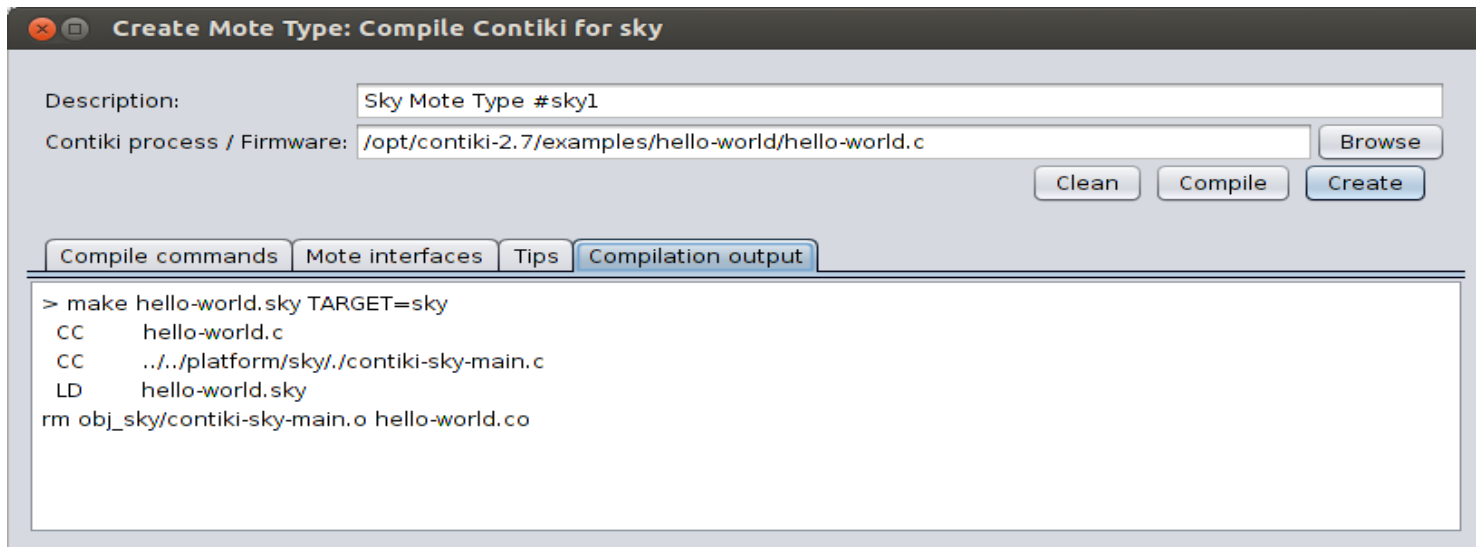 Create Mote Type: Compile Contiki for sky
Description: Sky Mote Type #sky1
Contiki process / Firmware: /opt/contiki-2.7/examples/hello-world/hello-world.c Browse
Clean Compile Create
Compile commands Mote interfaces Tips Compilation output
> make hello-world.sky TARGET=sky
CC hello-world.c
CC ../../platform/sky/./contiki-sky-main.c
LD hello-world.sky
rm obj_sky/contiki-sky-main.o hello-world.co